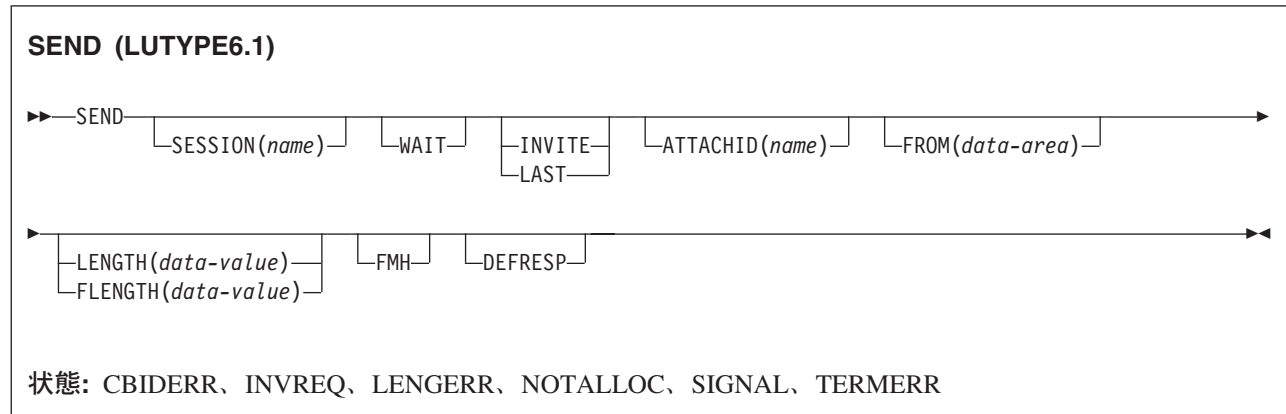 SEND (LUTYPE6.1)
SEND
SESSION(name)
WAIT
INVITE
LAST
ATTACHID(name)
FROM(data-area)
LENGTH(data-value)
FLENGTH(data-value)
FMH
DEFRESP
状態: CBIDERR、INVREQ、LENGERR、NOTALLOC、SIGNAL、TERMERR